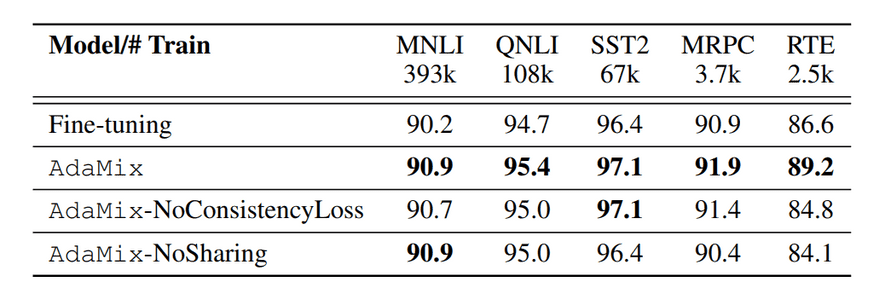 Model/# Train MNLI QNLI SST2 MRPC RTE
393k 108k 67k 3.7k 2.5k
Fine-tuning 90.2 94.7 96.4 90.9 86.6
AdaMix 90.9 95.4 97.1 91.9 89.2
AdaMix-NoConsistencyLoss 90.7 95.0 97.1 91.4 84.8
AdaMix-NoSharing 90.9 95.0 96.4 90.4 84.1